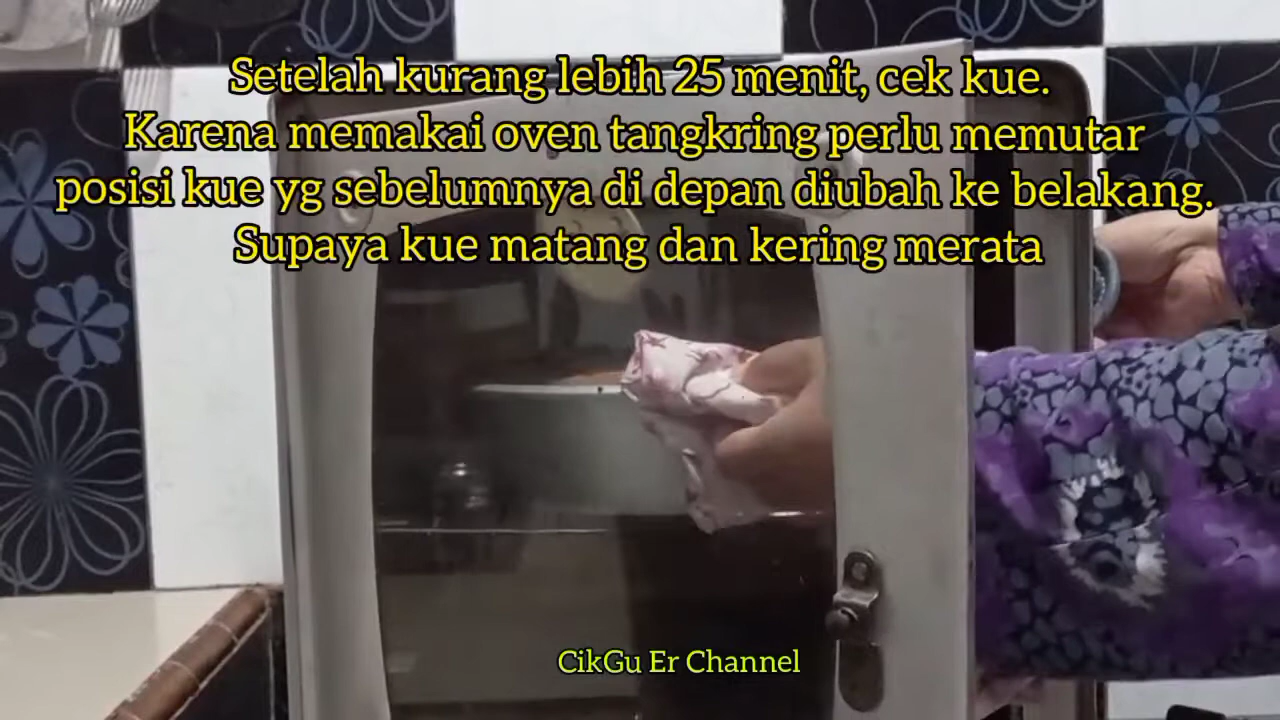 Setelah kurang lebih 25 menit, cek kue.
Karena memakai oven tangkring perlu memutar
posisi kue yg sebelumnya di depan diubah ke belakang.
Supaya kue matang dan kering merata
CikGu Er Channel